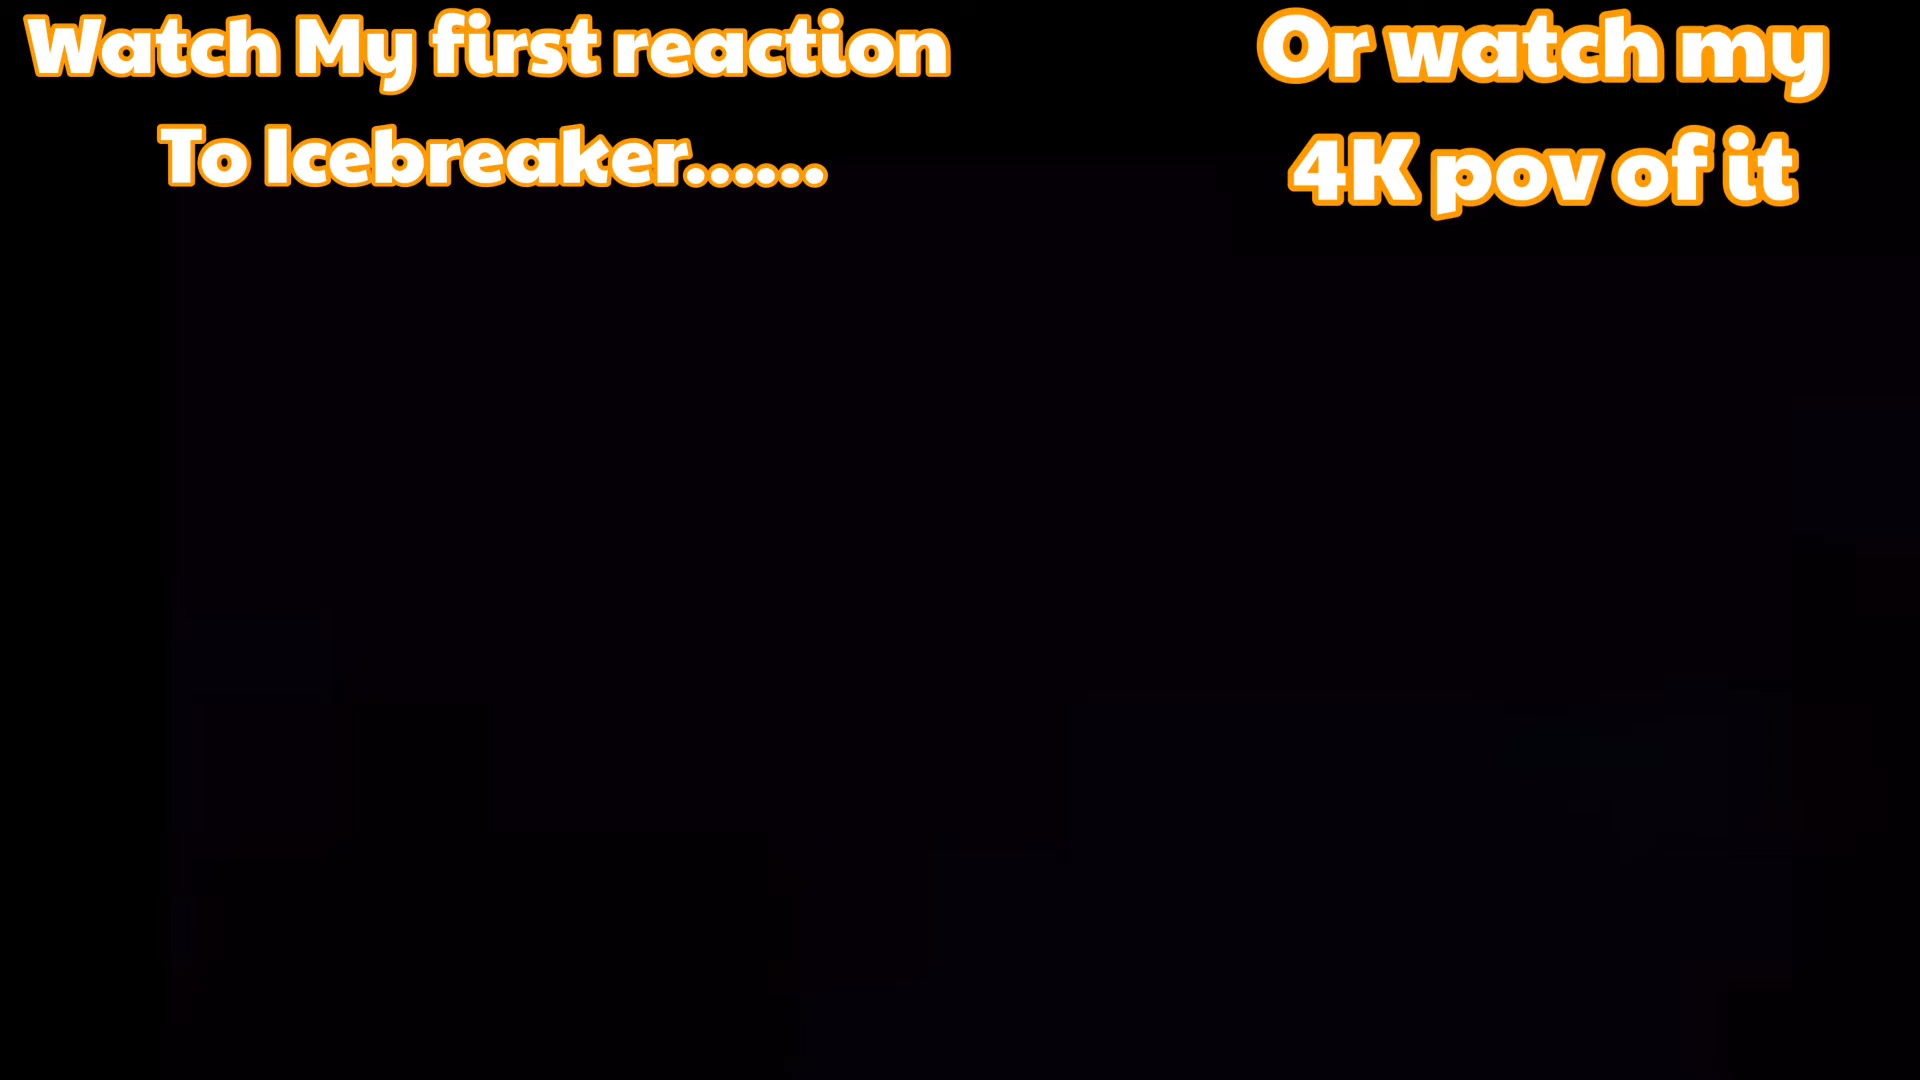 Watch My first reaction
To Icebreaker......
Or watch my
4K pov of it